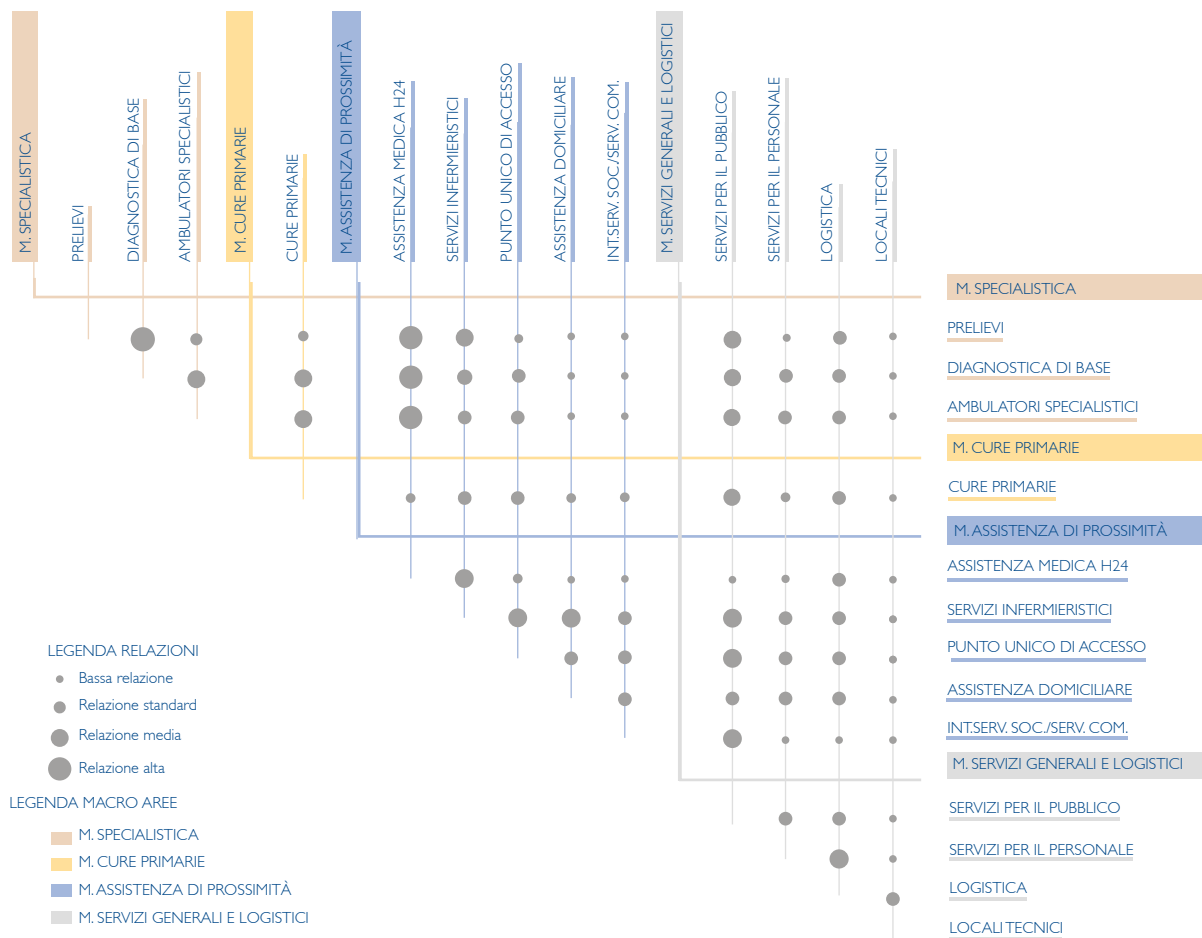 M. SPECIALISTICA
PRELIEVI
DIAGNOSTICA DI BASE
AMBULATORI SPECIALISTICI
M. CURE PRIMARIE
CURE PRIMARIE
M. ASSISTENZA DI PROSSIMITÀ
ASSISTENZA MEDICA H24
SERVIZI INFERMIERISTICI
PUNTO UNICO DI ACCESSO
ASSISTENZA DOMICILIARE
INT.SERV. SOC./SERV. COM.
M. SERVIZI GENERALI E LOGISTICI
SERVIZI PER IL PUBBLICO
SERVIZI PER IL PERSONALE
LOGISTICA
LOCALI TECNICI
M. SPECIALISTICA
PRELIEVI
DIAGNOSTICA DI BASE
AMBULATORI SPECIALISTICI
M. CURE PRIMARIE
CURE PRIMARIE
M. ASSISTENZA DI PROSSIMITÀ
ASSISTENZA MEDICA H24
SERVIZI INFERMIERISTICI
PUNTO UNICO DI ACCESSO
ASSISTENZA DOMICILIARE
INT.SERV. SOC./SERV. COM.
M. SERVIZI GENERALI E LOGISTICI
SERVIZI PER IL PUBBLICO
SERVIZI PER IL PERSONALE
LOGISTICA
LOCALI TECNICI
LEGENDA RELAZIONI
Bassa relazione
Relazione standard
Relazione media
Relazione alta
LEGENDA MACRO AREE
M. SPECIALISTICA
M. CURE PRIMARIE
M. ASSISTENZA DI PROSSIMITÀ
M. SERVIZI GENERALI E LOGISTICI